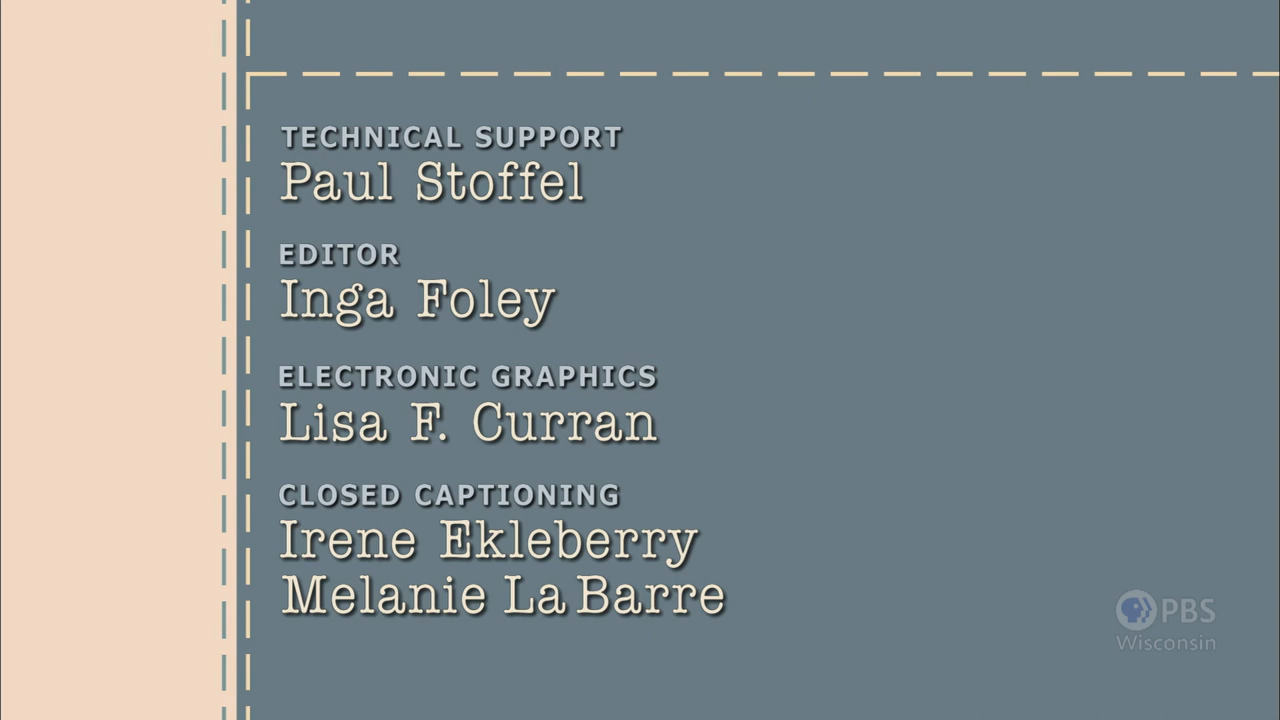 TECHNICAL SUPPORT
Paul Stoffel
EDITOR
Inga Foley
ELECTRONIC GRAPHICS
Lisa F. Curran
CLOSED CAPTIONING
Irene Ekleberry
Melanie La Barre
PBS
Wisconsin